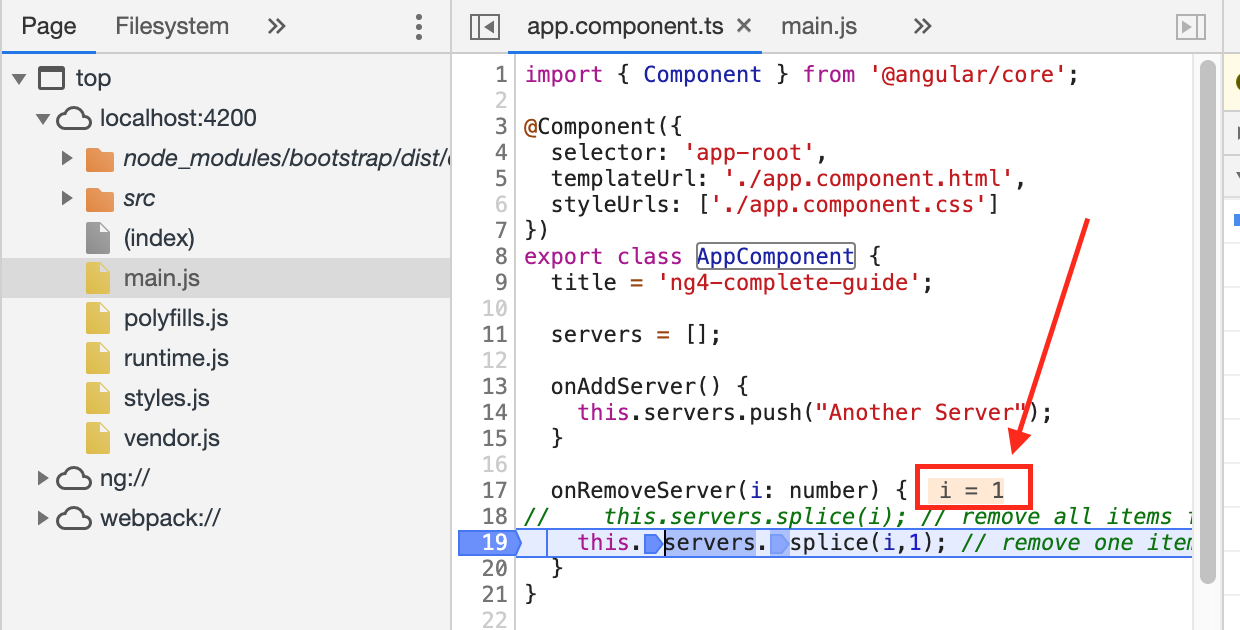 Page Filesystem »
top
localhost:4200
node_modules/bootstrap/dist/
src
(index)
main.js
polyfills.js
runtime.js
styles.js
vendor.js
ng://
webpack://
app.component.ts × main.js »
1 import { Component } from '@angular/core';
2
3 @Component({
4 selector: 'app-root',
5 templateUrl: './app.component.html',
6 styleUrls: ['./app.component.css']
7 })
8 export class AppComponent {
9 title = 'ng4-complete-guide';
10
11 servers = [];
12
13 onAddServer() {
14 this.servers.push("Another Server");
15 }
16
17 onRemoveServer(i: number) { i = 1
18 // this.servers.splice(i); // remove all items
19 this.servers.splice(i,1); // remove one item
20 }
21 }
22